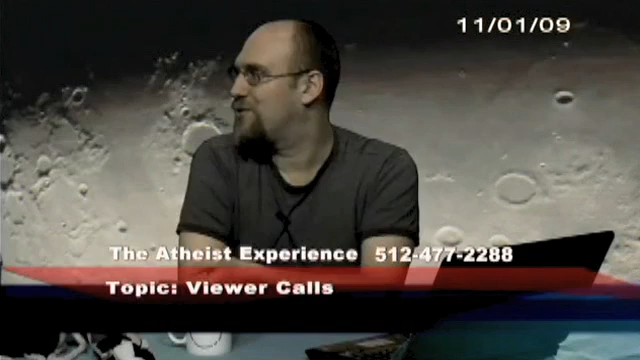 11/01/09
The Atheist Experience 512-477-2288
Topic: Viewer Calls